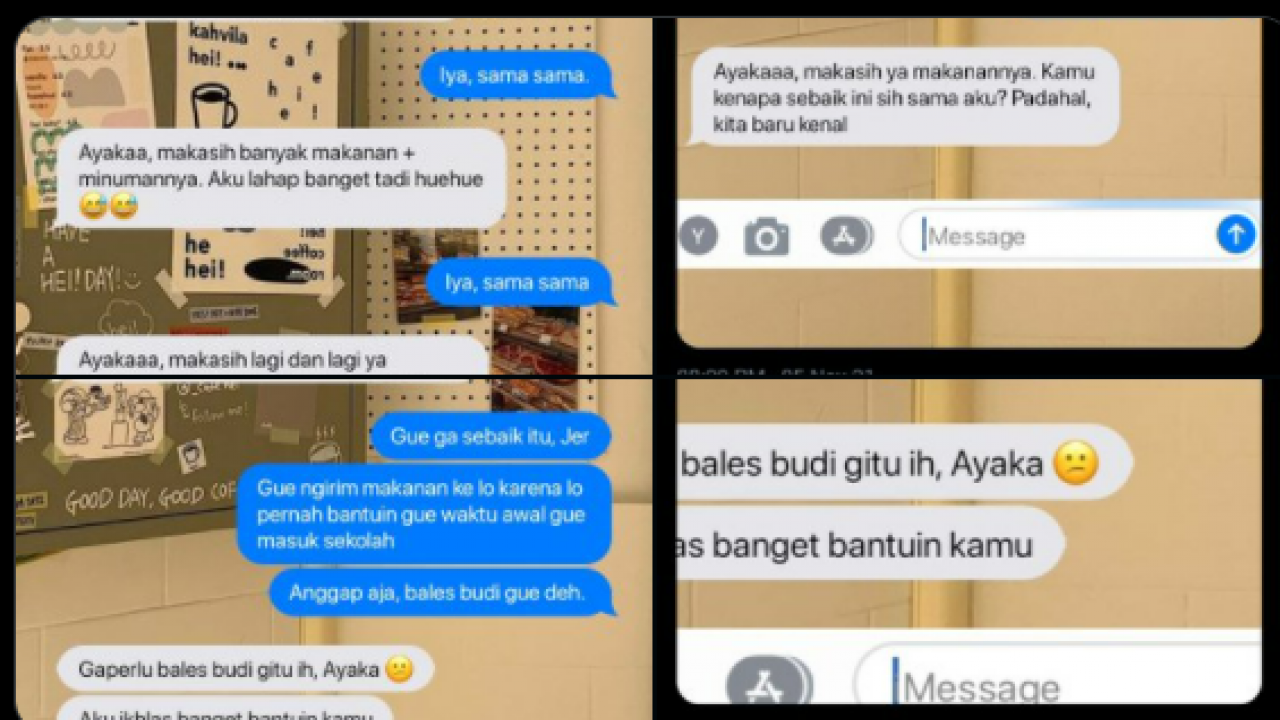 kahvila
hei! ...
c a f e
h e i !
Iya, sama sama.
Ayakaa, makasih banyak makanan +
minumannya. Aku lahap banget tadi huehue
😅😅
HAVE
A
HEI! DAY!
he
hei!
Iya, sama sama
hei!
Ayakaaa, makasih lagi dan lagi ya
Ayakaaa, makasih ya makanannya. Kamu
kenapa sebaik ini sih sama aku? Padahal,
kita baru kenal
Y
Message
follow me!
GOOD DAY, GOOD COF
Gue ga sebaik itu, Jer
Gue ngirim makanan ke lo karena lo
pernah bantuin gue waktu awal gue
masuk sekolah
Anggap aja, bales budi gue deh.
Gaperlu bales budi gitu ih, Ayaka 😕
Aku ikhlas banget bantuin kamu
bales budi gitu ih, Ayaka 😕
as banget bantuin kamu
Message